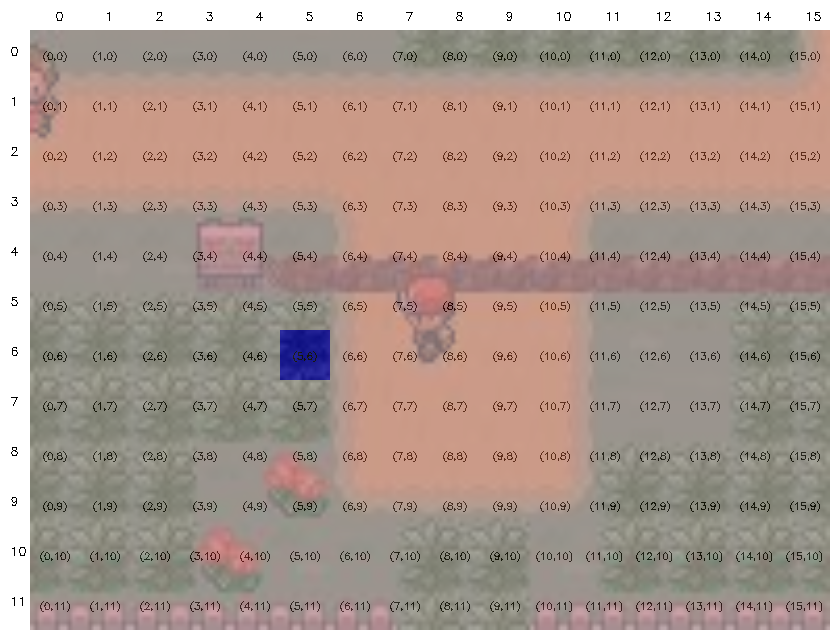 0 1 2 3 4 5 6 7 8 9 10 11 12 13 14 15
0 (0,0) (1,0) (2,0) (3,0) (4,0) (5,0) (6,0) (7,0) (8,0) (9,0) (10,0) (11,0) (12,0) (13,0) (14,0) (15,0)
1 (0,1) (1,1) (2,1) (3,1) (4,1) (5,1) (6,1) (7,1) (8,1) (9,1) (10,1) (11,1) (12,1) (13,1) (14,1) (15,1)
2 (0,2) (1,2) (2,2) (3,2) (4,2) (5,2) (6,2) (7,2) (8,2) (9,2) (10,2) (11,2) (12,2) (13,2) (14,2) (15,2)
3 (0,3) (1,3) (2,3) (3,3) (4,3) (5,3) (6,3) (7,3) (8,3) (9,3) (10,3) (11,3) (12,3) (13,3) (14,3) (15,3)
4 (0,4) (1,4) (2,4) (3,4) (4,4) (5,4) (6,4) (7,4) (8,4) (9,4) (10,4) (11,4) (12,4) (13,4) (14,4) (15,4)
5 (0,5) (1,5) (2,5) (3,5) (4,5) (5,5) (6,5) (7,5) (8,5) (9,5) (10,5) (11,5) (12,5) (13,5) (14,5) (15,5)
6 (0,6) (1,6) (2,6) (3,6) (4,6) (5,6) (6,6) (7,6) (8,6) (9,6) (10,6) (11,6) (12,6) (13,6) (14,6) (15,6)
7 (0,7) (1,7) (2,7) (3,7) (4,7) (5,7) (6,7) (7,7) (8,7) (9,7) (10,7) (11,7) (12,7) (13,7) (14,7) (15,7)
8 (0,8) (1,8) (2,8) (3,8) (4,8) (5,8) (6,8) (7,8) (8,8) (9,8) (10,8) (11,8) (12,8) (13,8) (14,8) (15,8)
9 (0,9) (1,9) (2,9) (3,9) (4,9) (5,9) (6,9) (7,9) (8,9) (9,9) (10,9) (11,9) (12,9) (13,9) (14,9) (15,9)
10 (0,10) (1,10) (2,10) (3,10) (4,10) (5,10) (6,10) (7,10) (8,10) (9,10) (10,10) (11,10) (12,10) (13,10) (14,10) (15,10)
11 (0,11) (1,11) (2,11) (3,11) (4,11) (5,11) (6,11) (7,11) (8,11) (9,11) (10,11) (11,11) (12,11) (13,11) (14,11) (15,11)